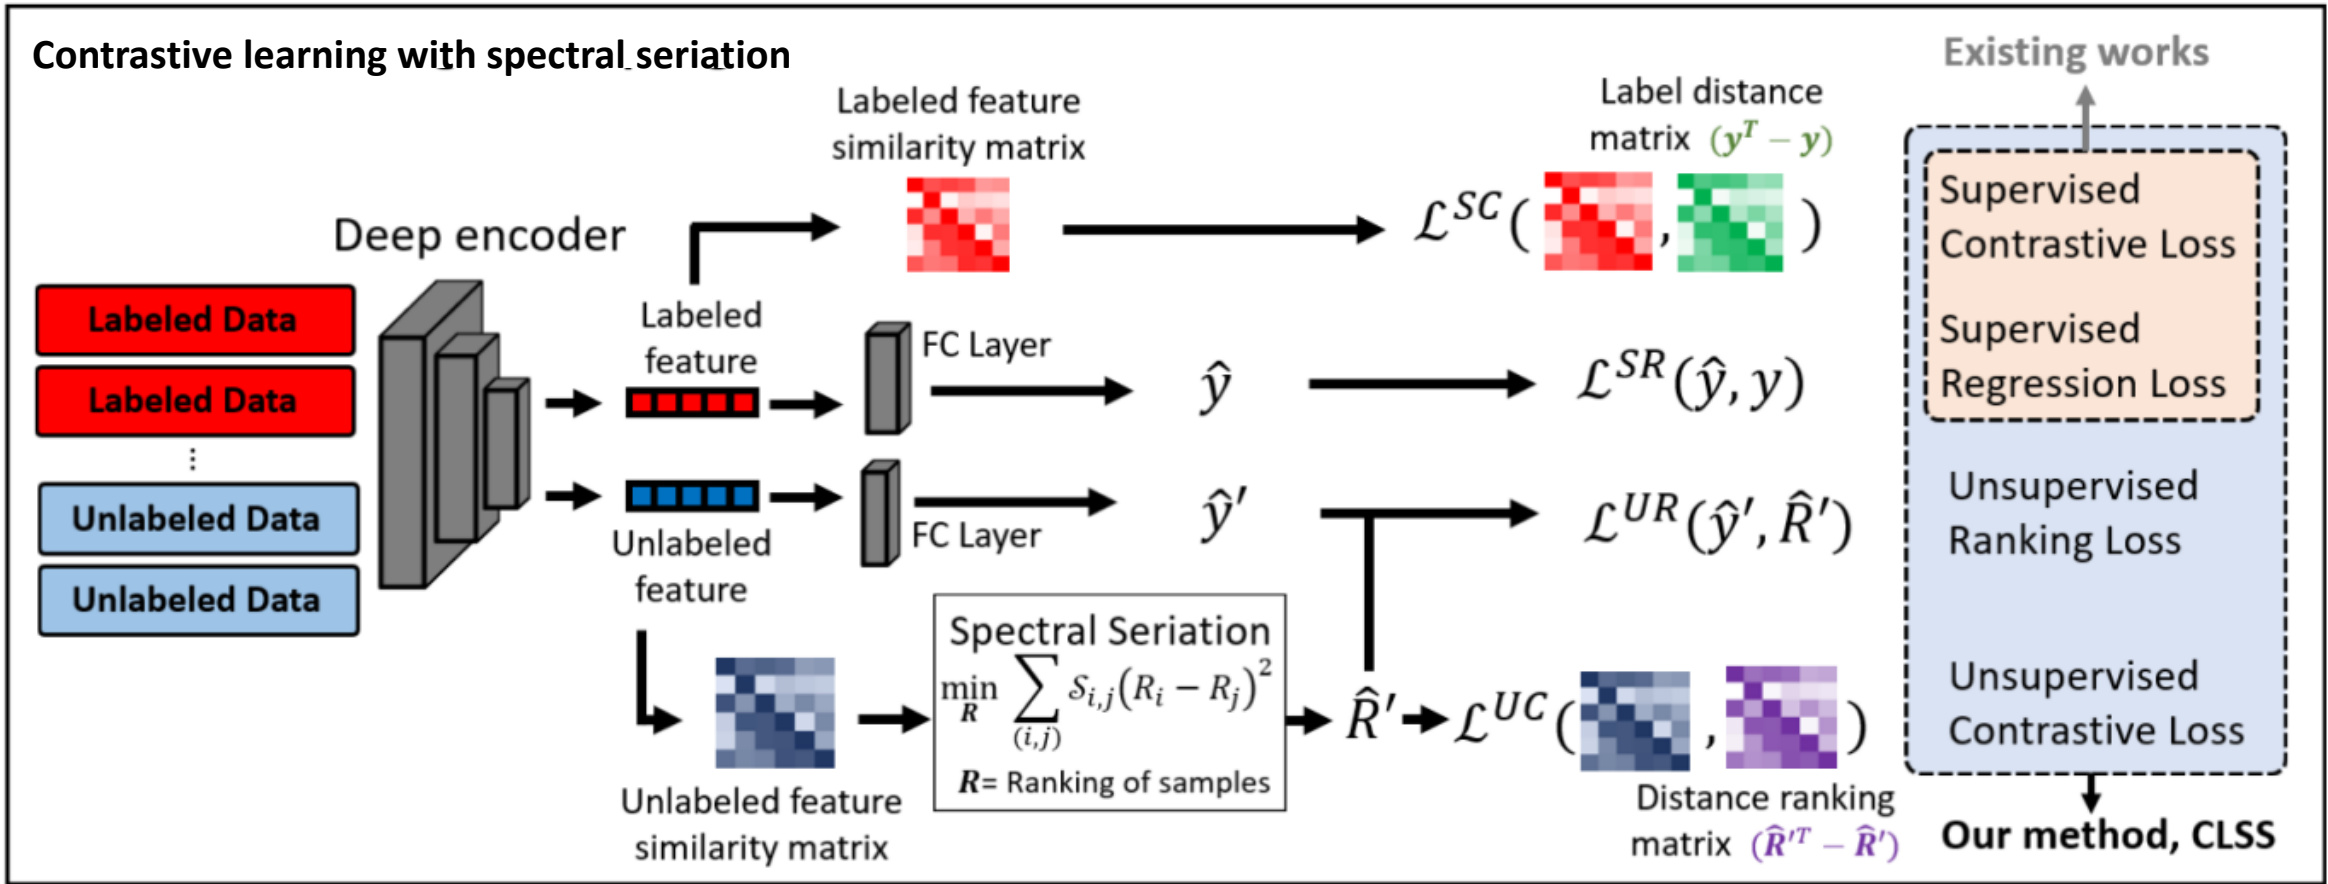 Contrastive learning with spectral seriation
Existing works
Labeled feature
similarity matrix
Label distance
matrix (y^T − y)
Deep encoder
ℒ^{SC}( , )
Supervised
Contrastive Loss
Labeled Data
Labeled Data
⋮
Unlabeled Data
Unlabeled Data
Labeled
feature
FC Layer
ŷ
ℒ^{SR}(ŷ, y)
Supervised
Regression Loss
Unlabeled
feature
FC Layer
ŷ′
ℒ^{UR}(ŷ′, R̂′)
Unsupervised
Ranking Loss
Unlabeled feature
similarity matrix
Spectral Seriation
min_R ∑_{(i,j)} 𝒮_{i,j}(R_i − R_j)^2
R= Ranking of samples
R̂′
ℒ^{UC}( , )
Distance ranking
matrix (R̂′^T − R̂′)
Unsupervised
Contrastive Loss
Our method, CLSS